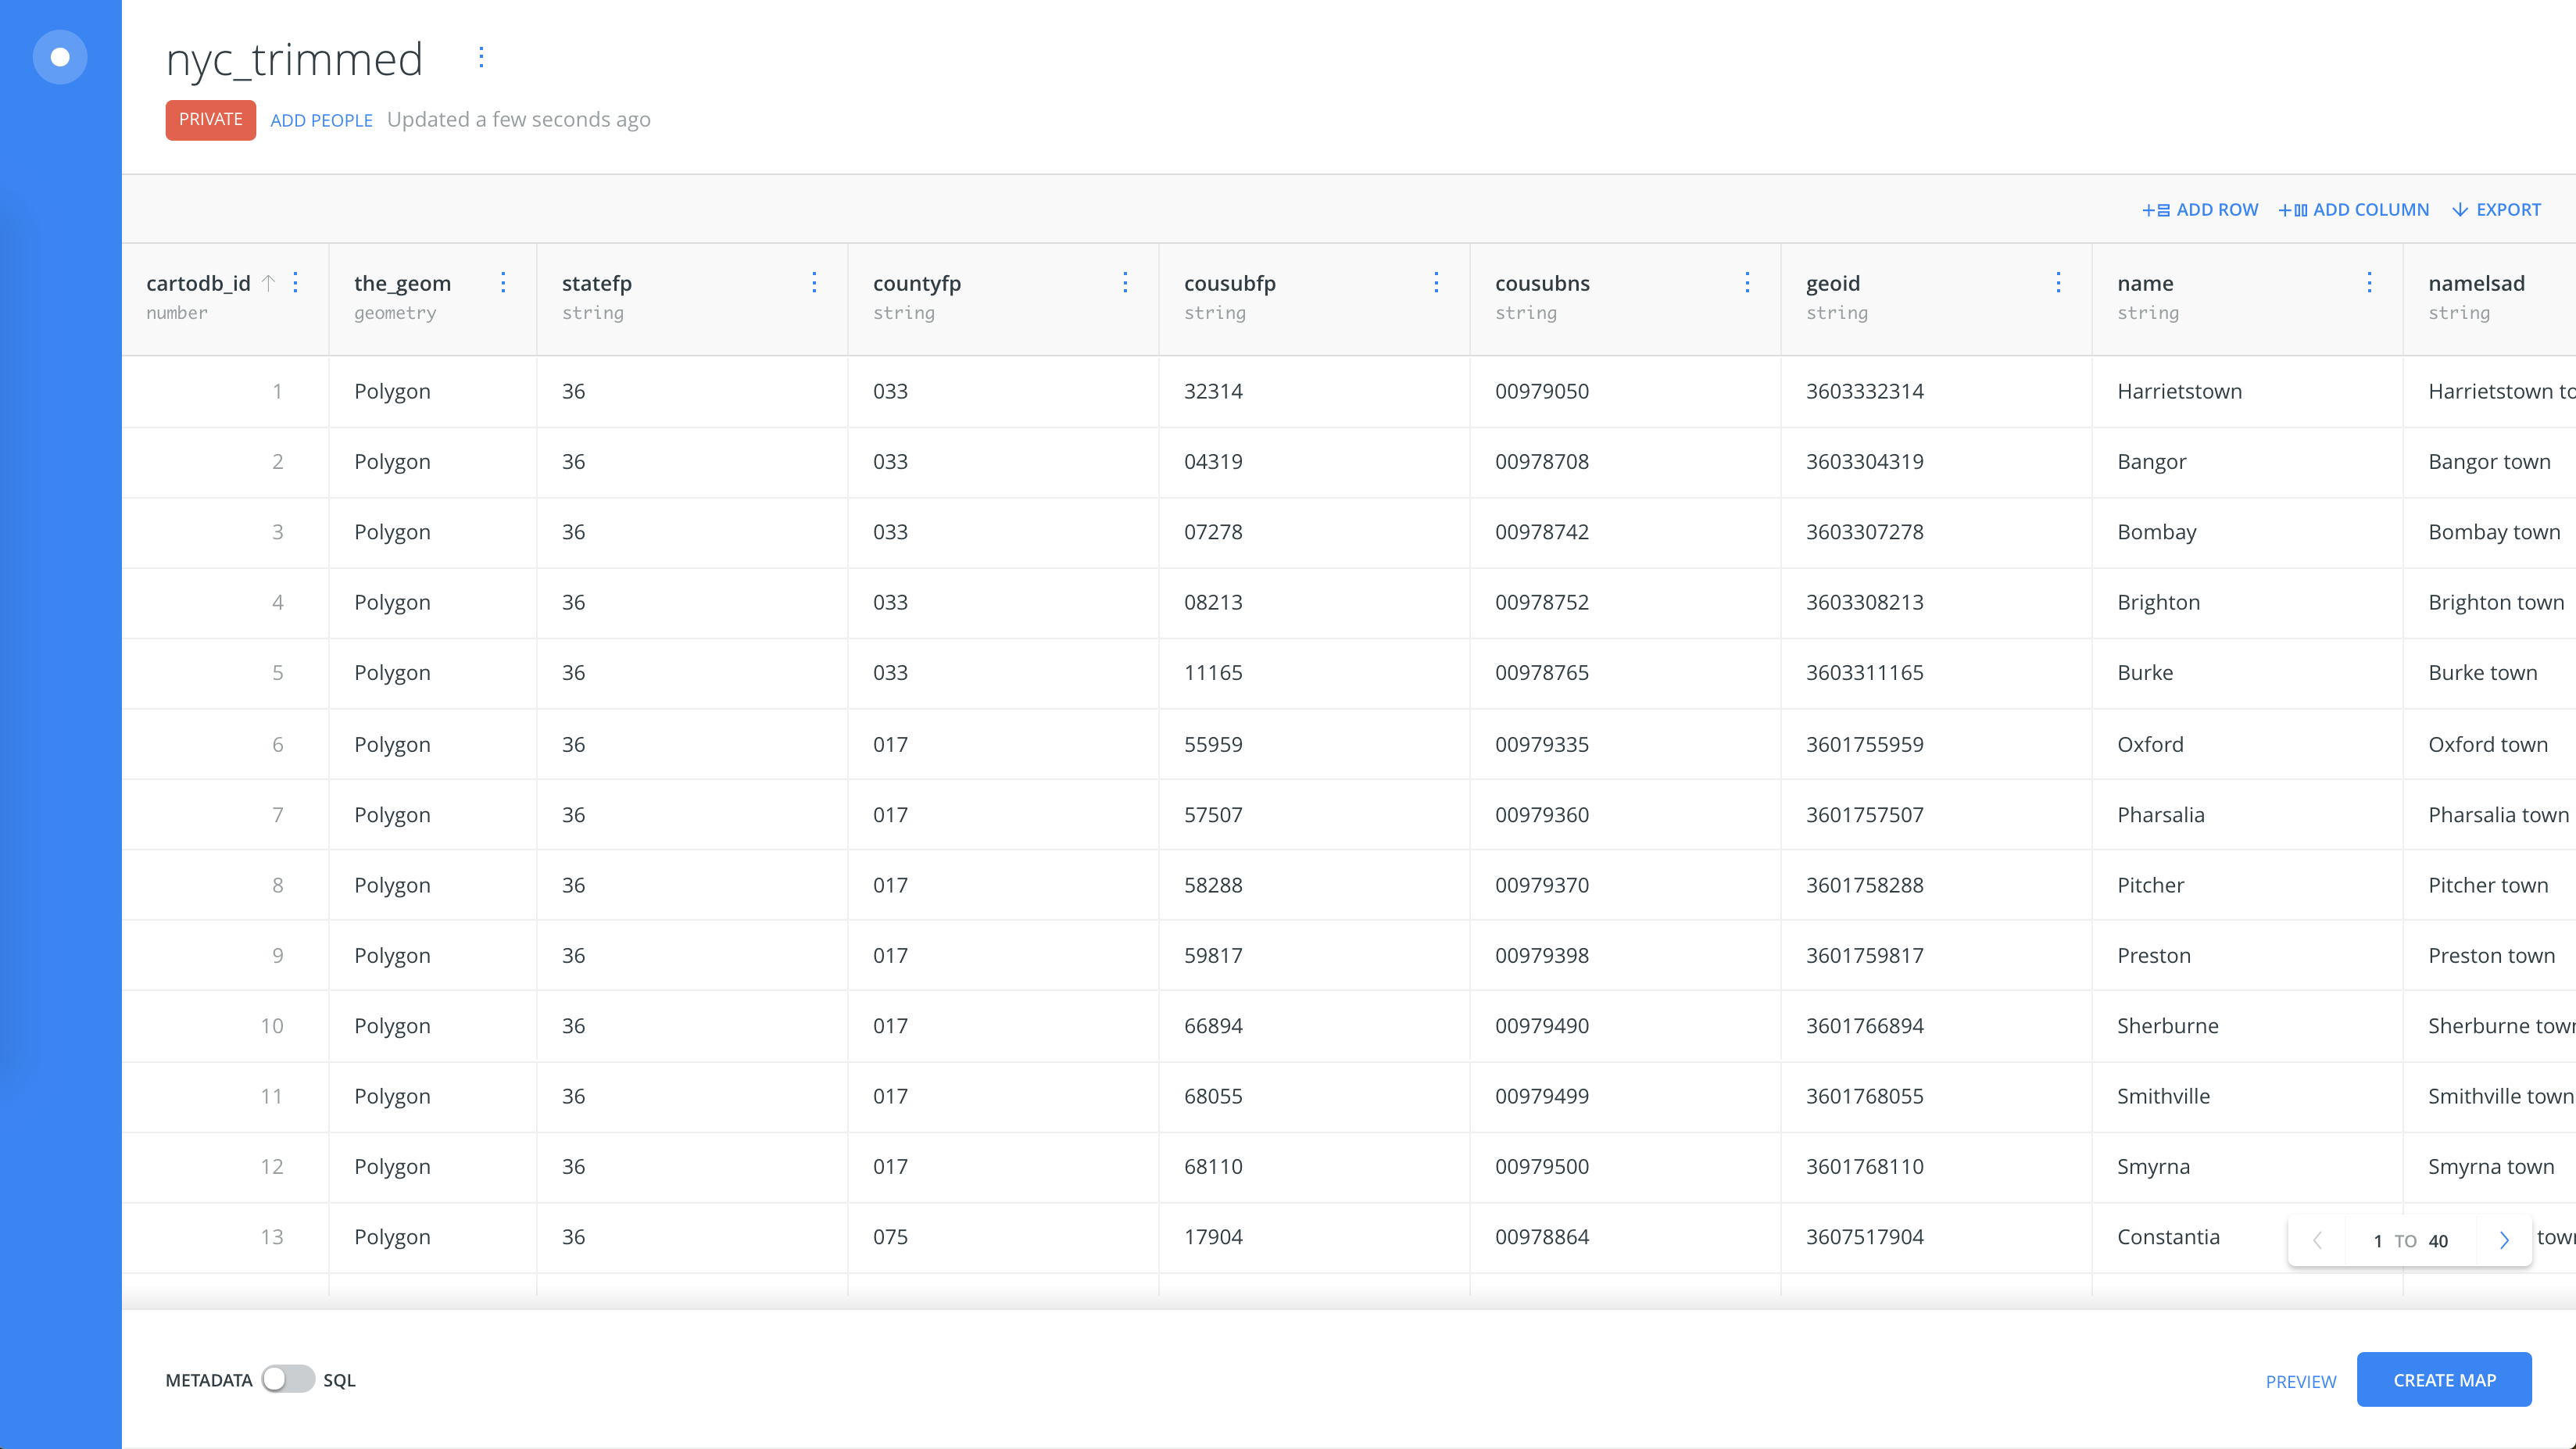 nyc_trimmed
PRIVATE ADD PEOPLE Updated a few seconds ago
ADD ROW ADD COLUMN EXPORT
cartodb_id the_geom statefp countyfp cousubfp cousubns geoid name namelsad
number geometry string string string string string string string
1 Polygon 36 033 32314 00979050 3603332314 Harrietstown Harrietstown to
2 Polygon 36 033 04319 00978708 3603304319 Bangor Bangor town
3 Polygon 36 033 07278 00978742 3603307278 Bombay Bombay town
4 Polygon 36 033 08213 00978752 3603308213 Brighton Brighton town
5 Polygon 36 033 11165 00978765 3603311165 Burke Burke town
6 Polygon 36 017 55959 00979335 3601755959 Oxford Oxford town
7 Polygon 36 017 57507 00979360 3601757507 Pharsalia Pharsalia town
8 Polygon 36 017 58288 00979370 3601758288 Pitcher Pitcher town
9 Polygon 36 017 59817 00979398 3601759817 Preston Preston town
10 Polygon 36 017 66894 00979490 3601766894 Sherburne Sherburne town
11 Polygon 36 017 68055 00979499 3601768055 Smithville Smithville town
12 Polygon 36 017 68110 00979500 3601768110 Smyrna Smyrna town
13 Polygon 36 075 17904 00978864 3607517904 Constantia town
1 TO 40
METADATA SQL PREVIEW CREATE MAP